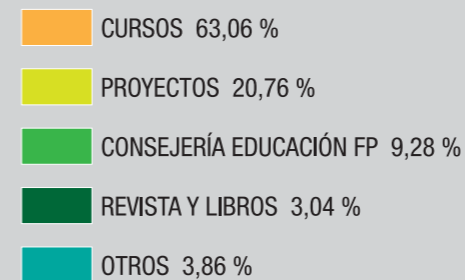 CURSOS 63,06 %
PROYECTOS 20,76 %
CONSEJERÍA EDUCACIÓN FP 9,28 %
REVISTA Y LIBROS 3,04 %
OTROS 3,86 %